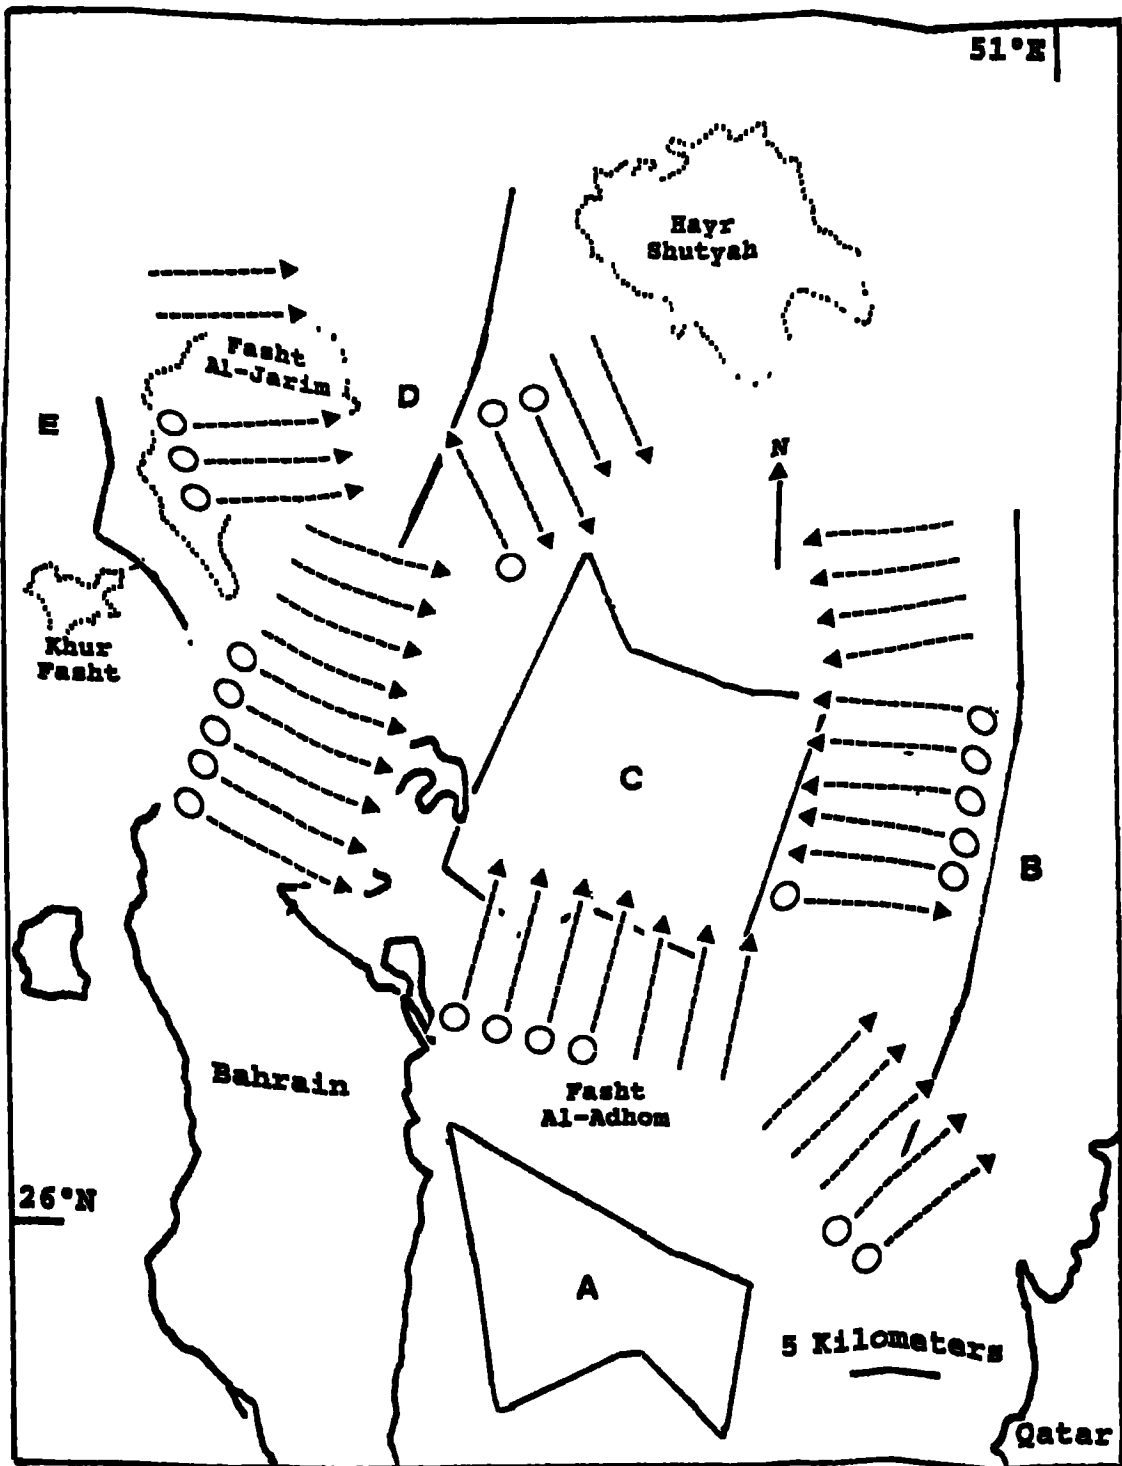 51°E
Hayr
Shutyah
Fasht
Al-Jarim
D
E
N
Khur
Fasht
C
B
Bahrain
Fasht
Al-Adhom
26°N
A
5 Kilometers
Qatar